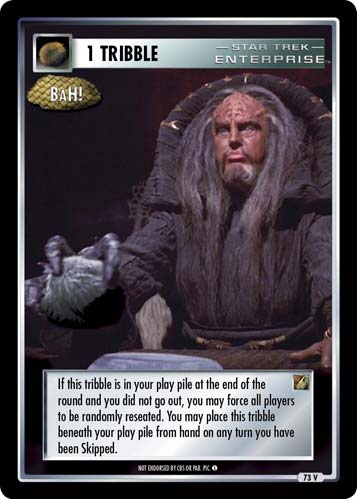 1 TRIBBLE
STAR TREK
ENTERPRISE™
BAH!
If this tribble is in your play pile at the end of the
round and you did not go out, you may force all players
to be randomly reseated. You may place this tribble
beneath your play pile from hand on any turn you have
been Skipped.
NOT ENDORSED BY CBS OR PAR. PIC
73 V